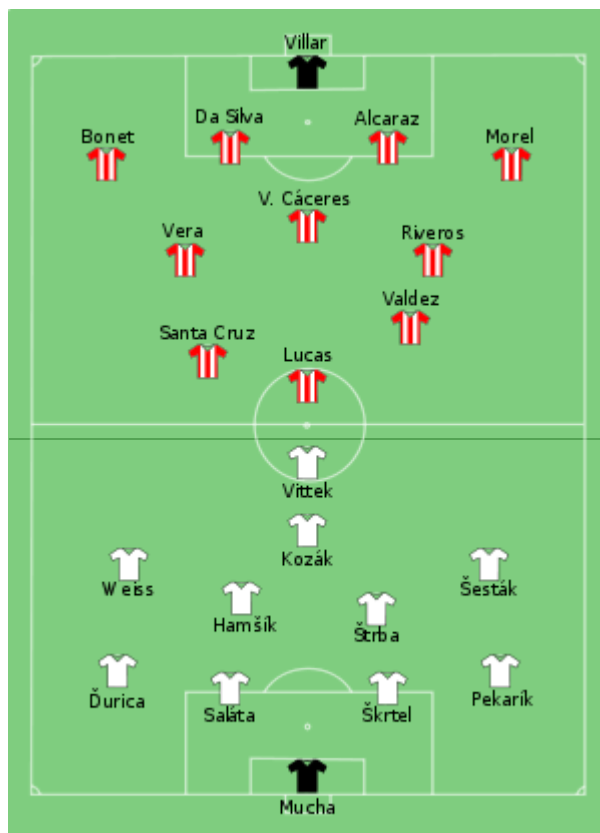 Villar
Da Silva
Alcaraz
Bonet
Morel
V. Cáceres
Vera
Riveros
Valdez
Santa Cruz
Lucas
Vittek
Kozák
Weiss
Šesták
Hamšík
Štrba
Ďurica
Pekarík
Saláta
Škrtel
Mucha